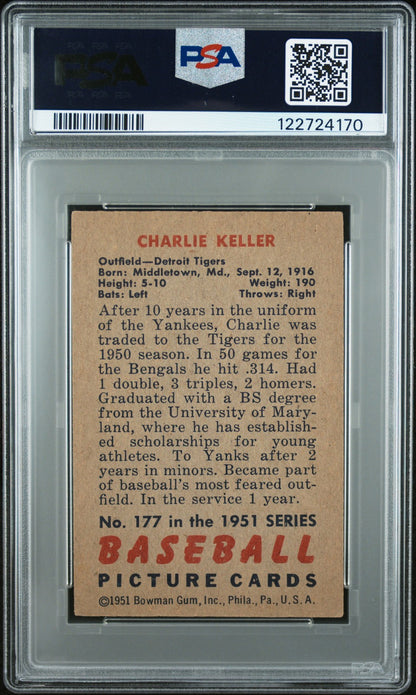 PSA
PSA
122724170
CHARLIE KELLER
Outfield—Detroit Tigers
Born: Middletown, Md., Sept. 12, 1916
Height: 5-10 Weight: 190
Bats: Left Throws: Right
After 10 years in the uniform
of the Yankees, Charlie was
traded to the Tigers for the
1950 season. In 50 games for
the Bengals he hit .314. Had
1 double, 3 triples, 2 homers.
Graduated with a BS degree
from the University of Mary-
land, where he has establish-
ed scholarships for young
athletes. To Yanks after 2
years in minors. Became part
of baseball's most feared out-
field. In the service 1 year.
No. 177 in the 1951 SERIES
BASEBALL
PICTURE CARDS
©1951 Bowman Gum, Inc., Phila., Pa., U.S.A.
PSA